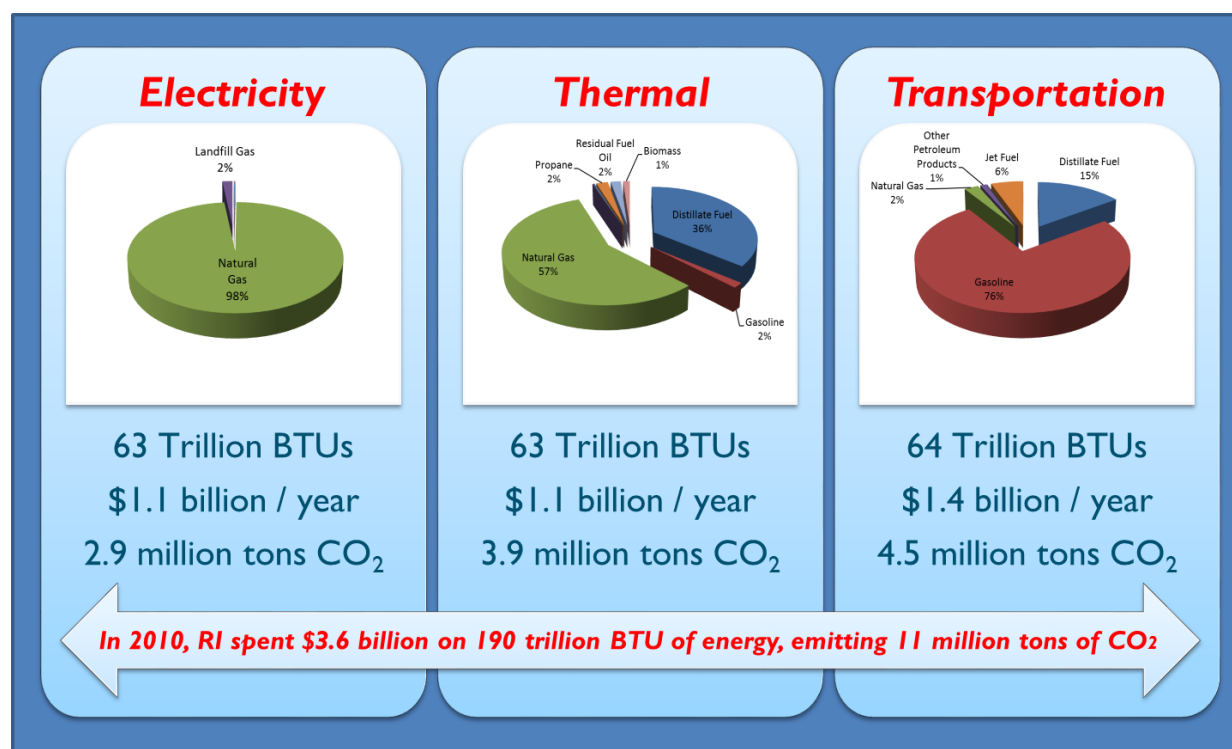 Electricity
Landfill Gas
2%
Natural
Gas
98%
63 Trillion BTUs
$1.1 billion / year
2.9 million tons CO₂
Thermal
Residual Fuel
Oil
2%
Biomass
1%
Propane
2%
Distillate Fuel
36%
Natural Gas
57%
Gasoline
2%
63 Trillion BTUs
$1.1 billion / year
3.9 million tons CO₂
Transportation
Other
Petroleum
Products
1%
Jet Fuel
6%
Distillate Fuel
15%
Natural Gas
2%
Gasoline
76%
64 Trillion BTUs
$1.4 billion / year
4.5 million tons CO₂
In 2010, RI spent $3.6 billion on 190 trillion BTU of energy, emitting 11 million tons of CO₂